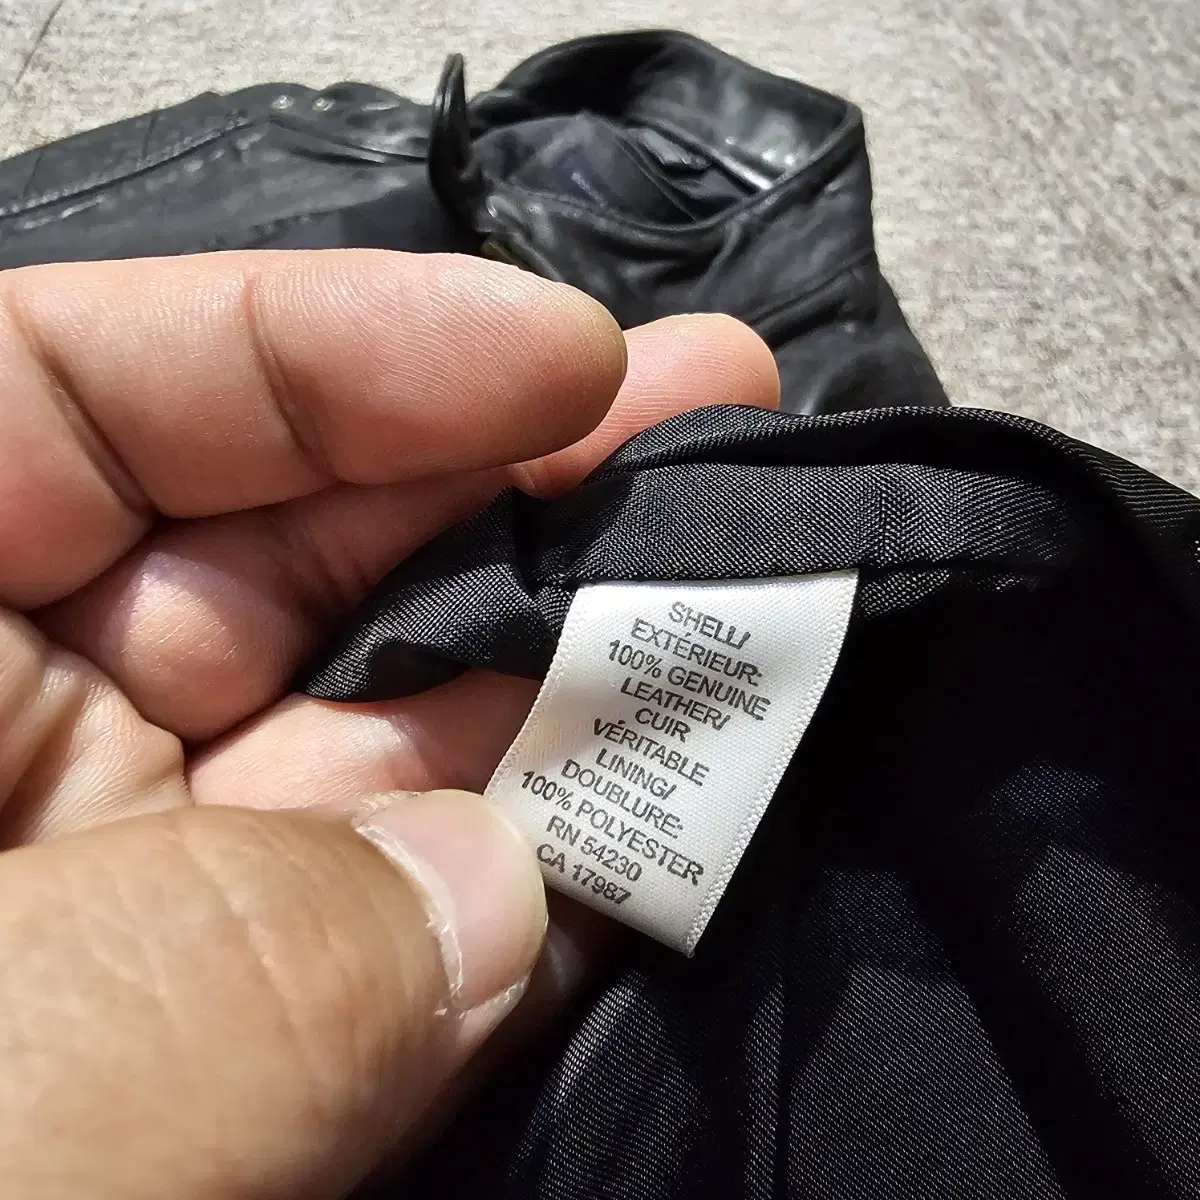 SHELL/
EXTÉRIEUR:
100% GENUINE
LEATHER/
CUIR
VÉRITABLE
LINING/
DOUBLURE:
100% POLYESTER
RN 54230
CA 17987